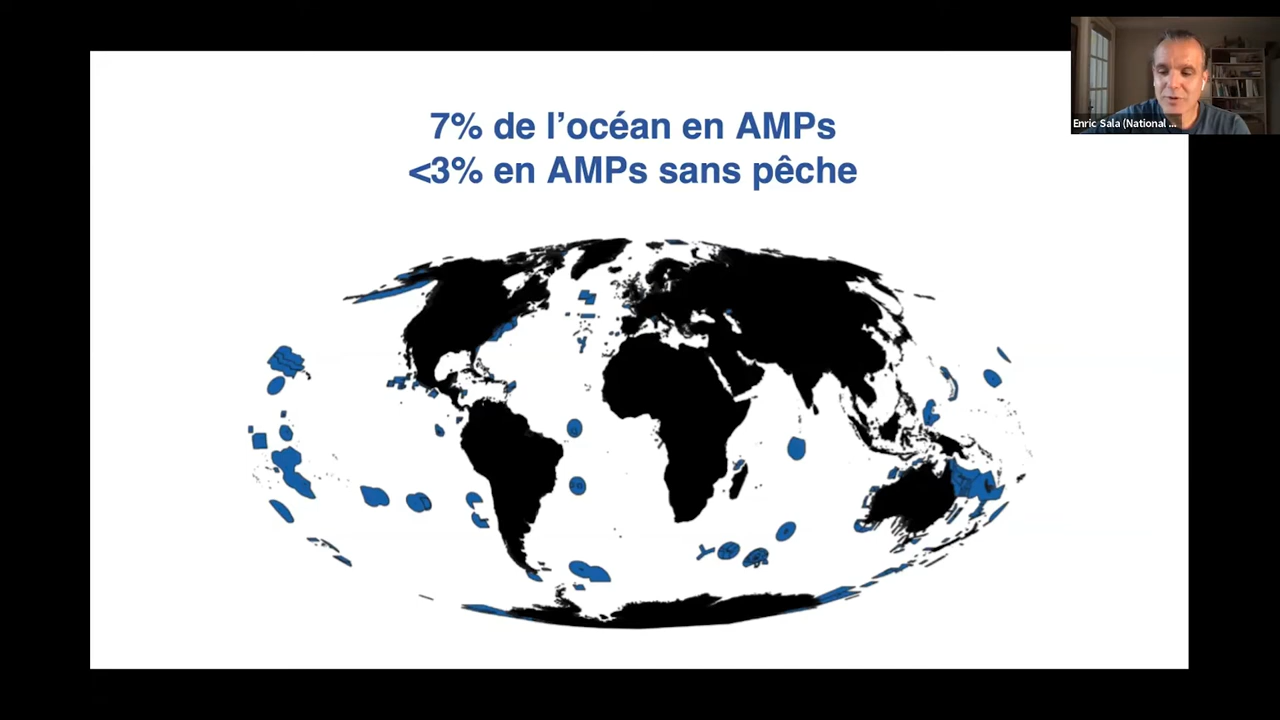 7% de l’océan en AMPs
<3% en AMPs sans pêche
Enric Sala (National ...